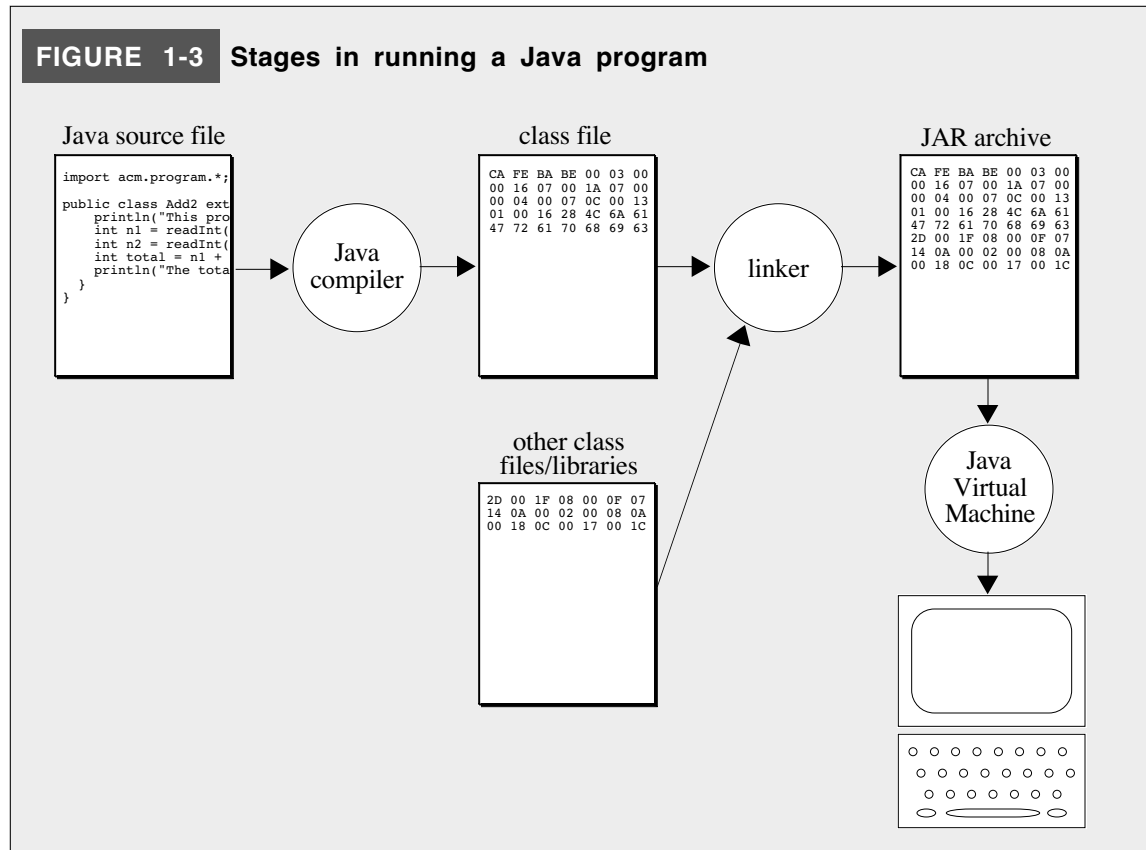 FIGURE 1-3 Stages in running a Java program
Java source file
import acm.program.*;
public class Add2 ext
println("This pro
int n1 = readInt(
int n2 = readInt(
int total = n1 +
println("The tota
}
}
Java
compiler
class file
CA FE BA BE 00 03 00
00 16 07 00 1A 07 00
00 04 00 07 0C 00 13
01 00 16 28 4C 6A 61
47 72 61 70 68 69 63
linker
JAR archive
CA FE BA BE 00 03 00
00 16 07 00 1A 07 00
00 04 00 07 0C 00 13
01 00 16 28 4C 6A 61
47 72 61 70 68 69 63
2D 00 1F 08 00 0F 07
14 0A 00 02 00 08 0A
00 18 0C 00 17 00 1C
other class
files/libraries
2D 00 1F 08 00 0F 07
14 0A 00 02 00 08 0A
00 18 0C 00 17 00 1C
Java
Virtual
Machine